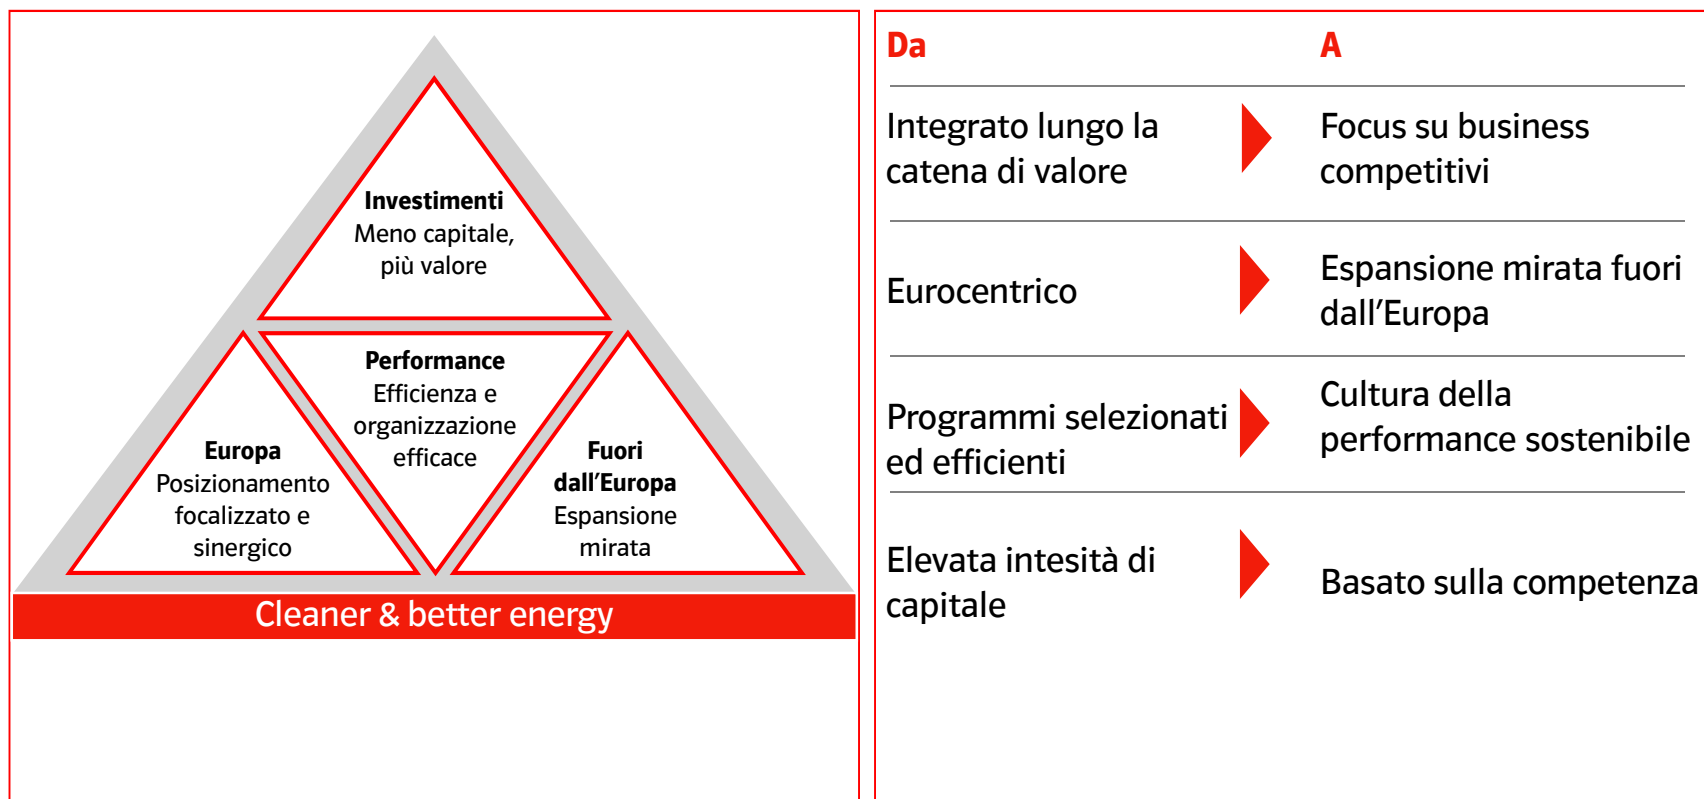 Investimenti
Meno capitale,
più valore
Performance
Efficienza e
organizzazione
efficace
Europa
Posizionamento
focalizzato e
sinergico
Fuori
dall'Europa
Espansione
mirata
Cleaner & better energy
Da
A
Integrato lungo la
catena di valore
Focus su business
competitivi
Eurocentrico
Espansione mirata fuori
dall'Europa
Programmi selezionati
ed efficienti
Cultura della
performance sostenibile
Elevata intesità di
capitale
Basato sulla competenza